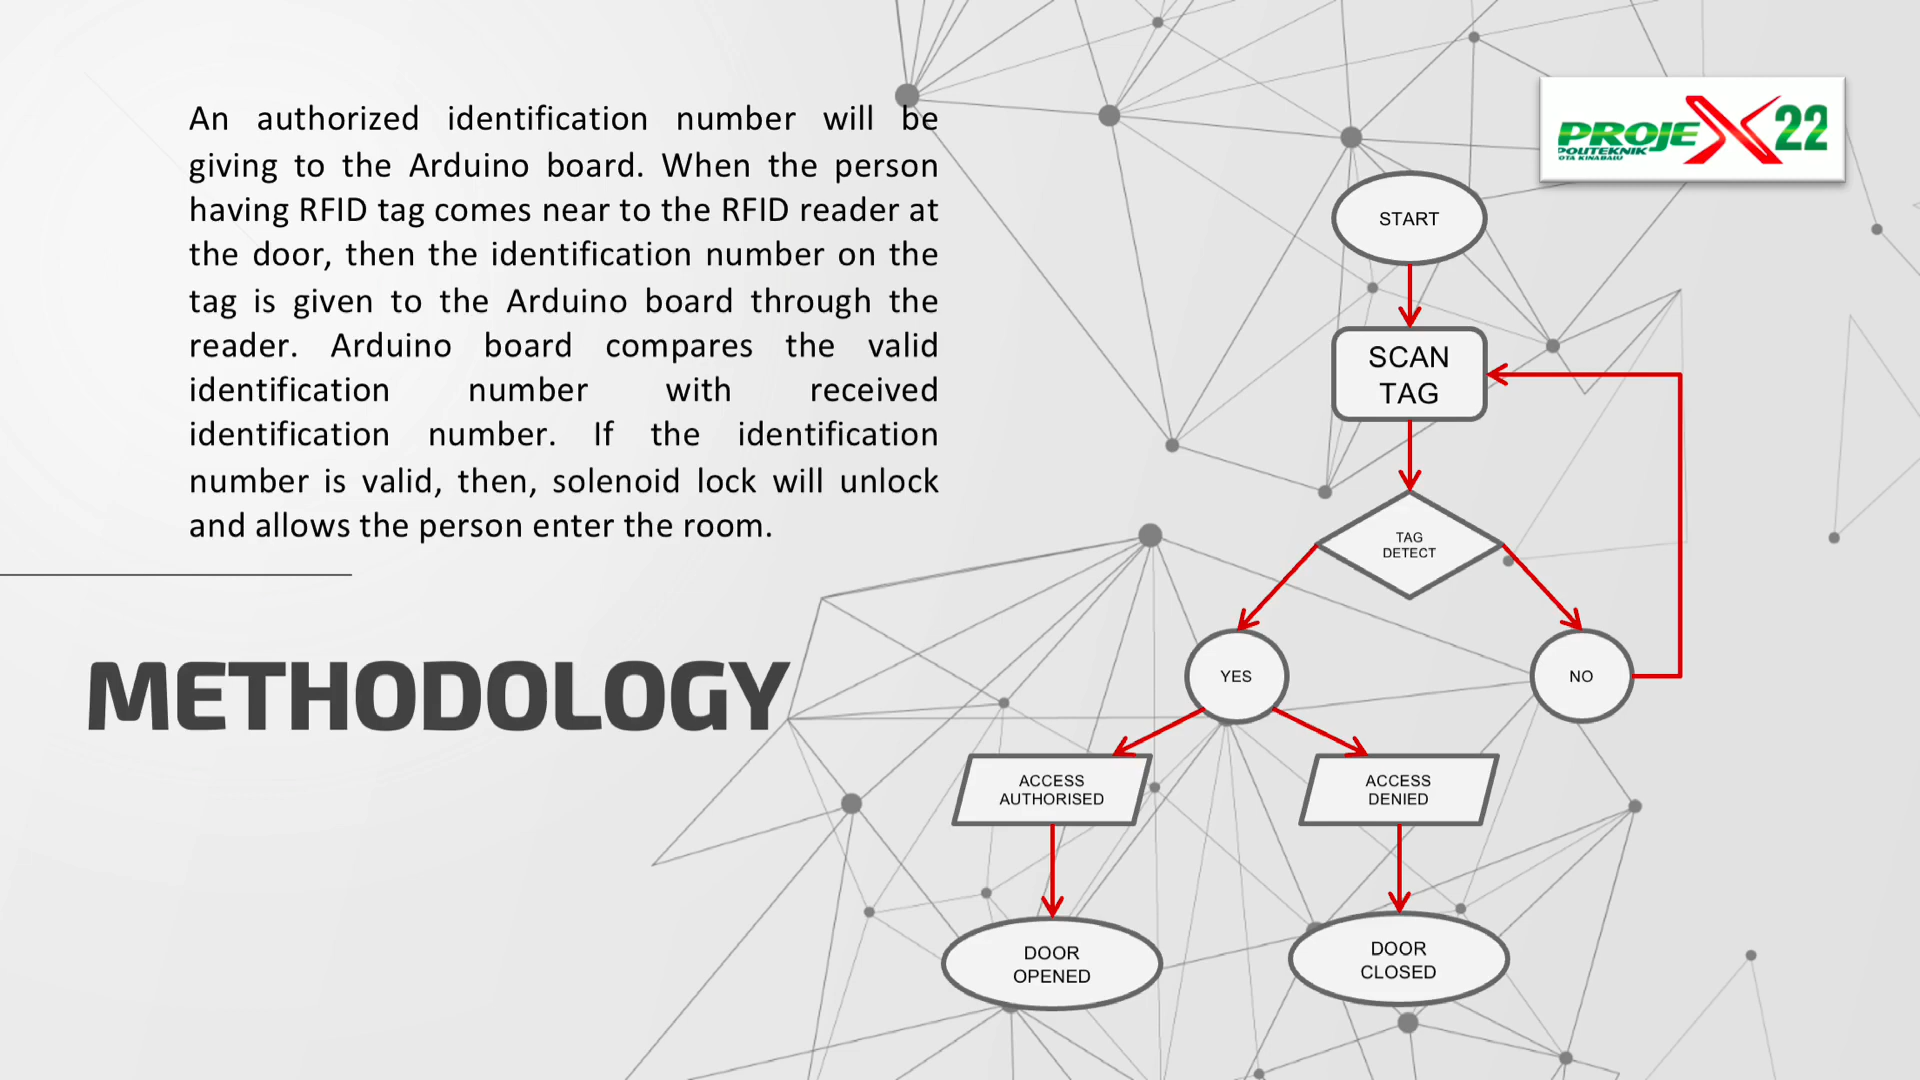 An authorized identification number will be
giving to the Arduino board. When the person
having RFID tag comes near to the RFID reader at
the door, then the identification number on the
tag is given to the Arduino board through the
reader. Arduino board compares the valid
identification number with received
identification number. If the identification
number is valid, then, solenoid lock will unlock
and allows the person enter the room.
METHODOLOGY
PROJEX22
POLITEKNIK
OTA KINABALU
START
SCAN
TAG
TAG
DETECT
YES
NO
ACCESS
AUTHORISED
ACCESS
DENIED
DOOR
OPENED
DOOR
CLOSED